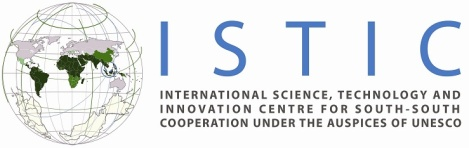 ISTIC
INTERNATIONAL SCIENCE, TECHNOLOGY AND
INNOVATION CENTRE FOR SOUTH-SOUTH
COOPERATION UNDER THE AUSPICES OF UNESCO